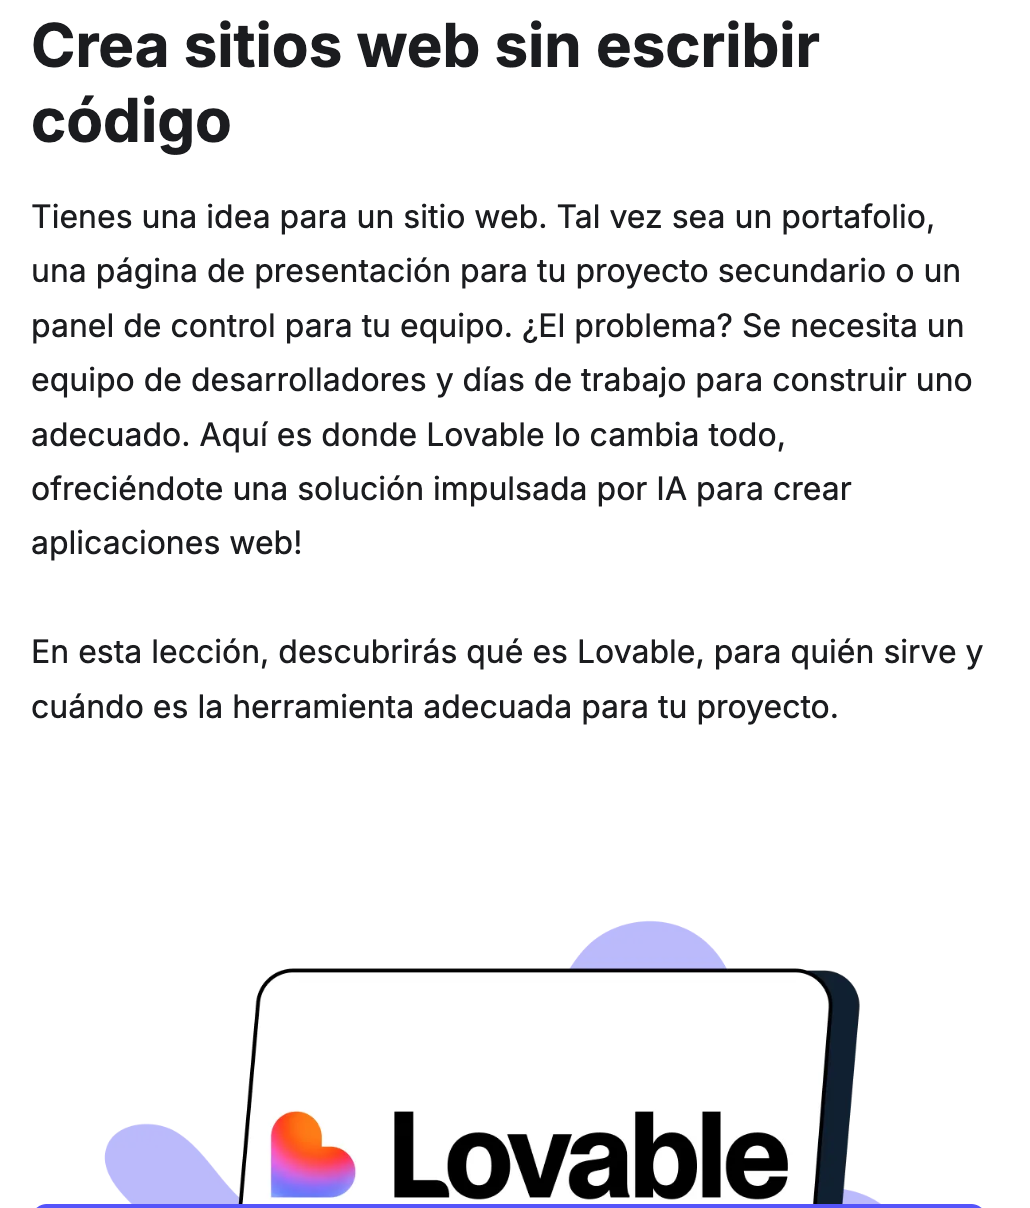 Crea sitios web sin escribir
código
Tienes una idea para un sitio web. Tal vez sea un portafolio,
una página de presentación para tu proyecto secundario o un
panel de control para tu equipo. ¿El problema? Se necesita un
equipo de desarrolladores y días de trabajo para construir uno
adecuado. Aquí es donde Lovable lo cambia todo,
ofreciéndote una solución impulsada por IA para crear
aplicaciones web!
En esta lección, descubrirás qué es Lovable, para quién sirve y
cuándo es la herramienta adecuada para tu proyecto.
Lovable